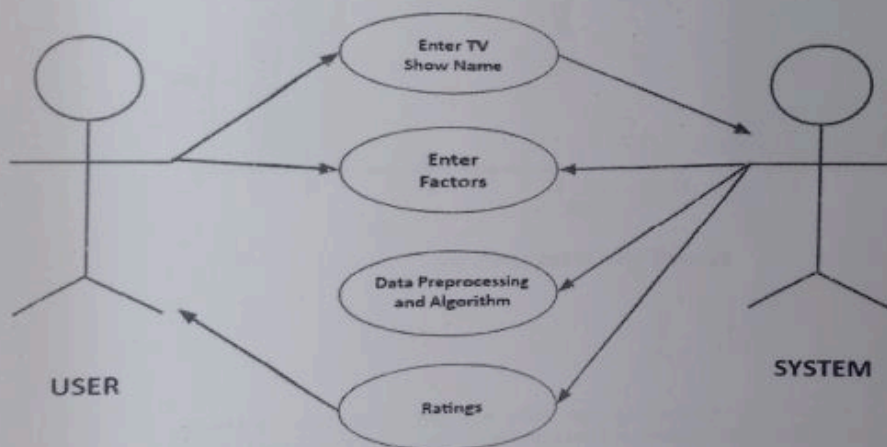 Enter TV
Show Name
Enter
Factors
Data Preprocessing
and Algorithm
Ratings
USER
SYSTEM